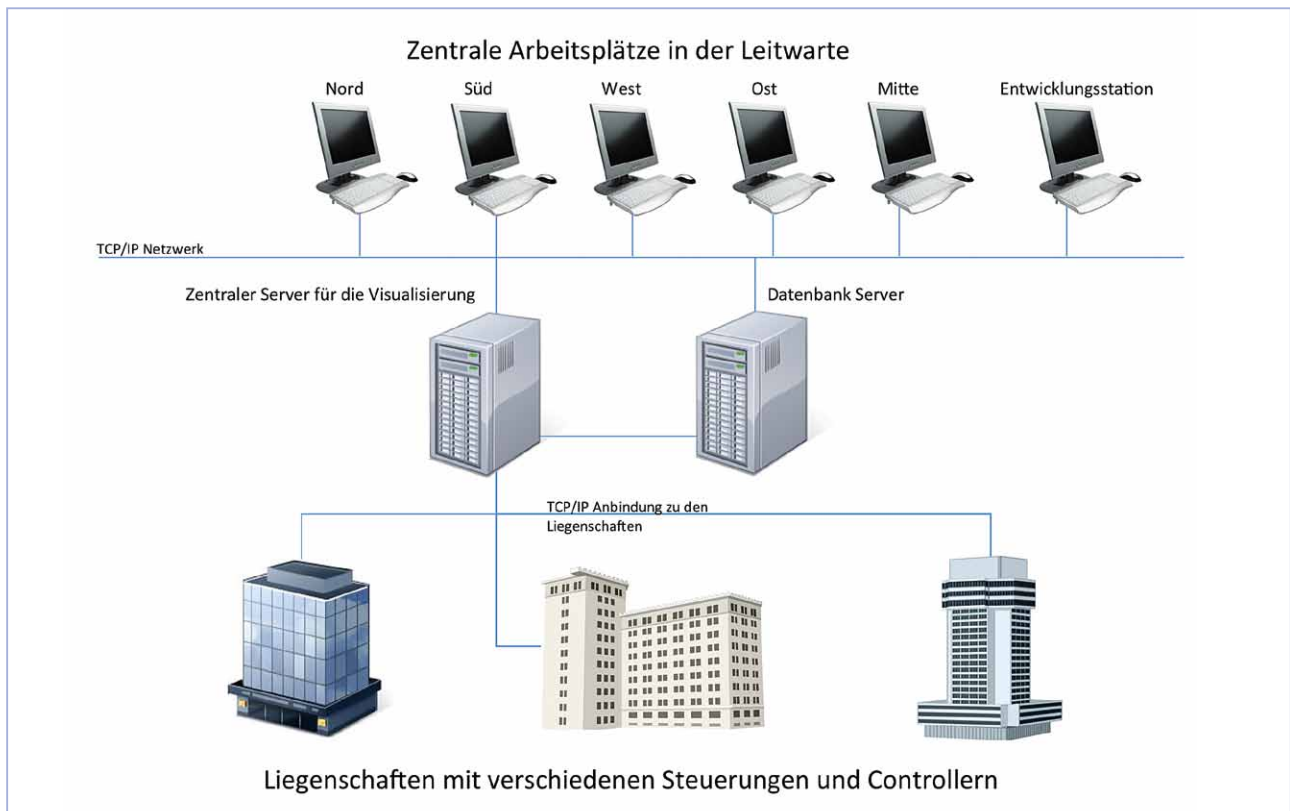 Zentrale Arbeitsplätze in der Leitwarte
Nord
Süd
West
Ost
Mitte
Entwicklungsstation
TCP/IP Netzwerk
Zentraler Server für die Visualisierung
Datenbank Server
TCP/IP Anbindung zu den
Liegenschaften
Liegenschaften mit verschiedenen Steuerungen und Controllern